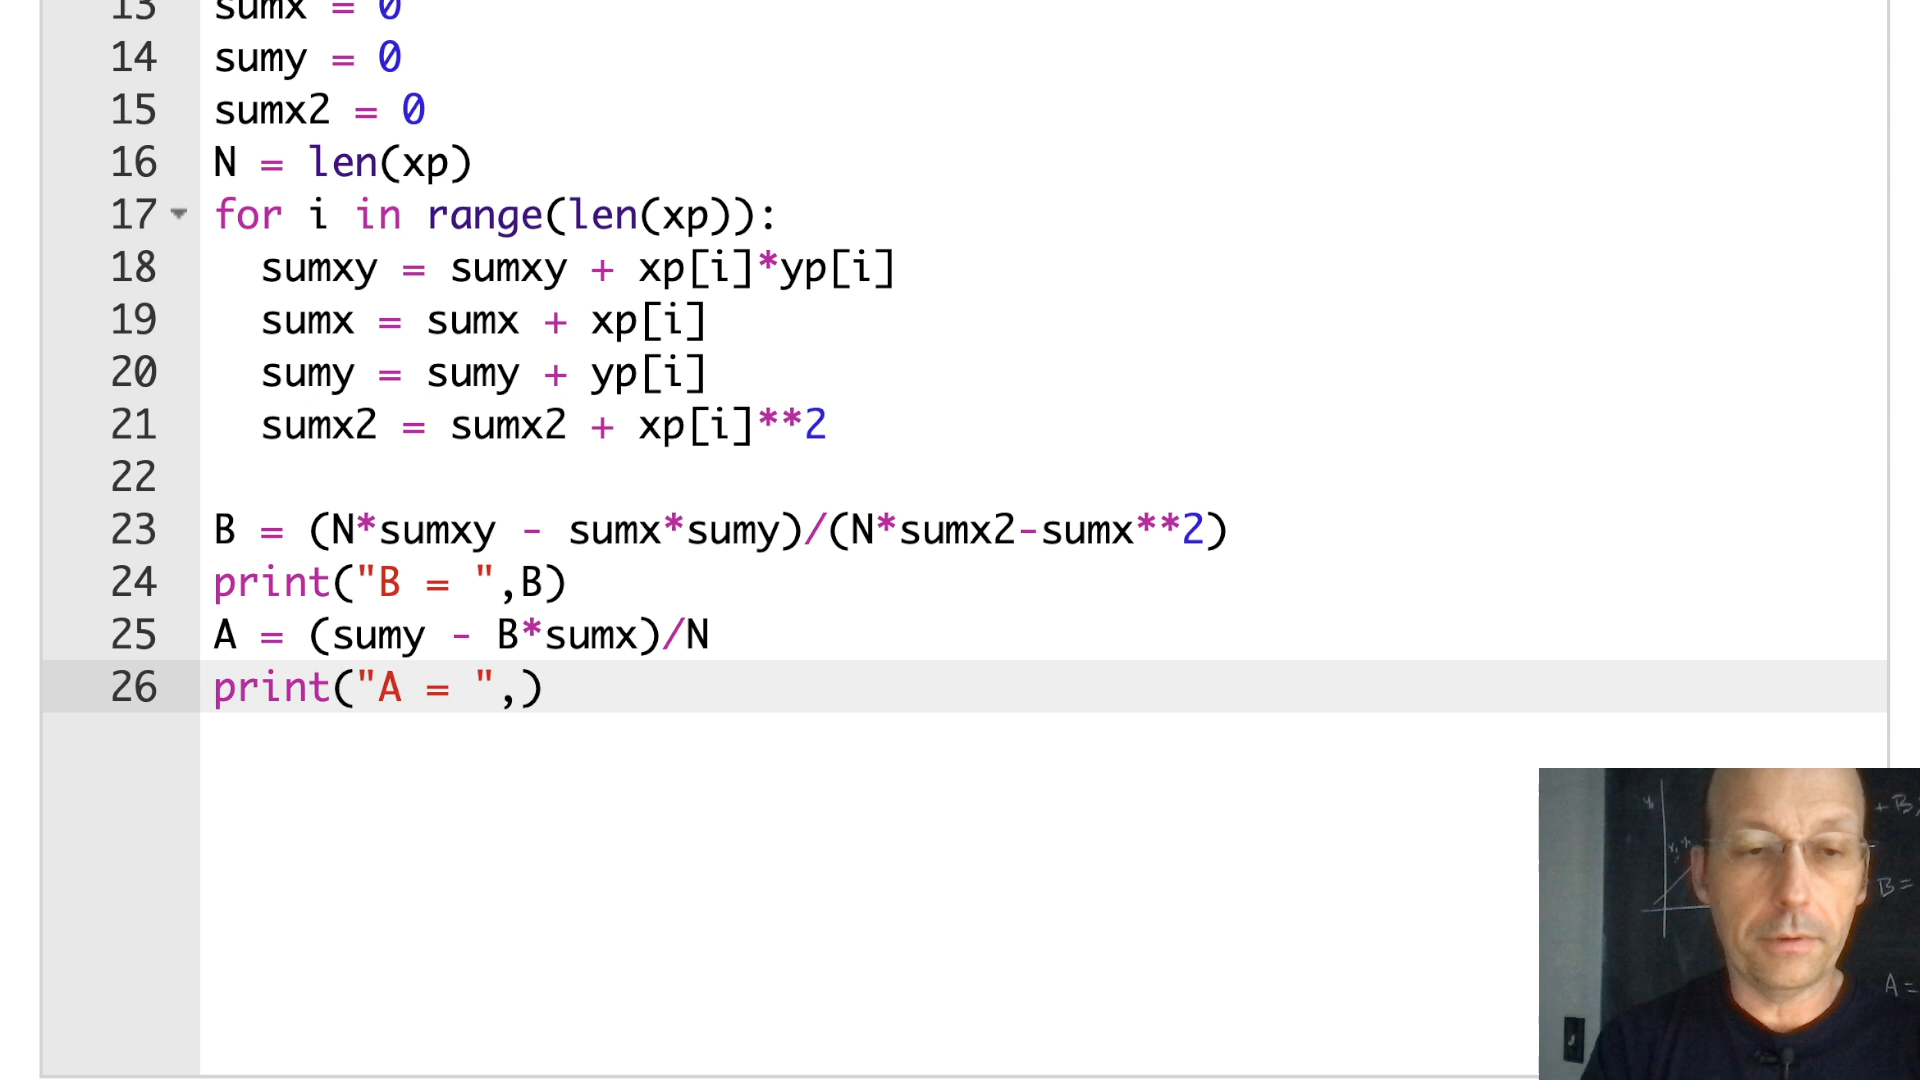 13 sumx = 0
14 sumy = 0
15 sumx2 = 0
16 N = len(xp)
17 for i in range(len(xp)):
18   sumxy = sumxy + xp[i]*yp[i]
19   sumx = sumx + xp[i]
20   sumy = sumy + yp[i]
21   sumx2 = sumx2 + xp[i]**2
22
23 B = (N*sumxy - sumx*sumy)/(N*sumx2-sumx**2)
24 print("B = ",B)
25 A = (sumy - B*sumx)/N
26 print("A = ",)
+ B
B =
A =